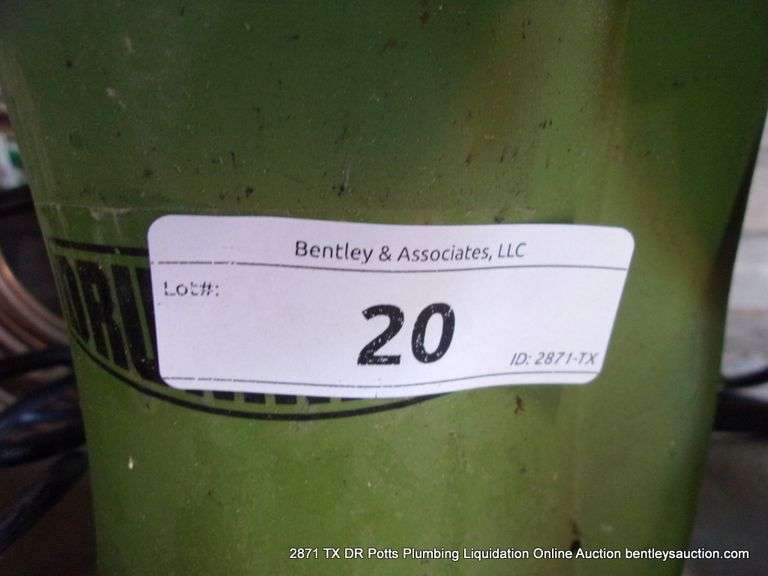 Bentley & Associates, LLC
Lot#:
20
ID: 2871-TX
2871 TX DR Potts Plumbing Liquidation Online Auction bentleysauction.com